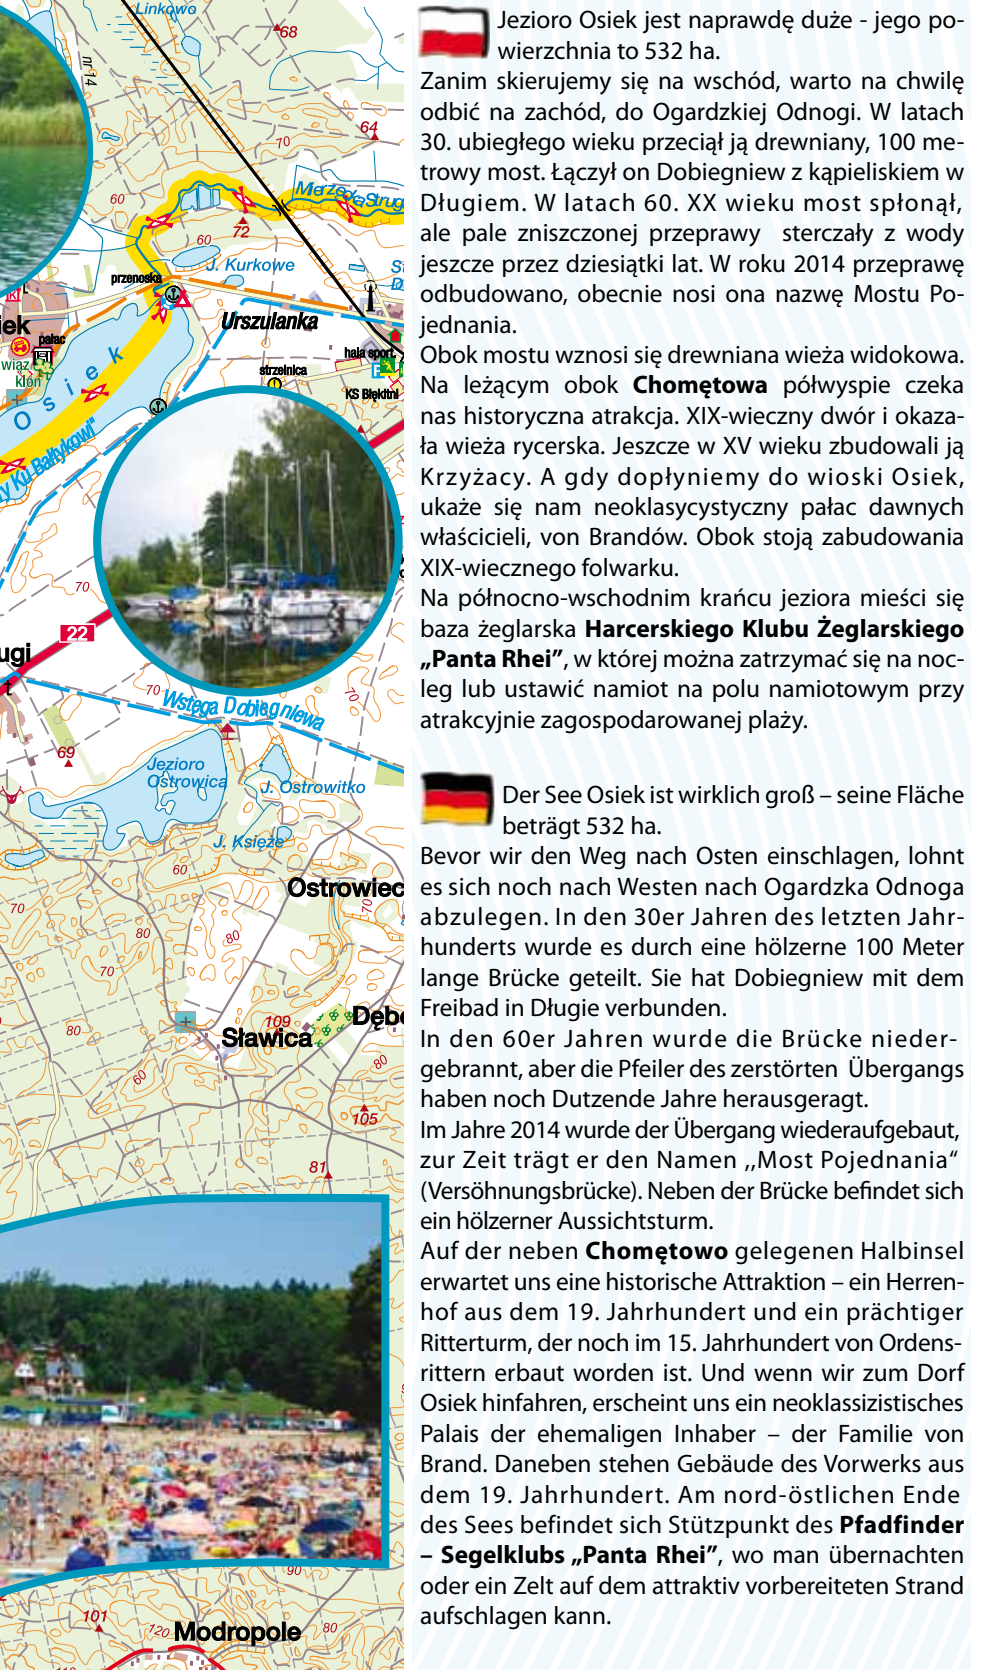 Linkowo
68
nr 14
64
70
60
Mierzęcka Strug
72
60
J. Kurkowe
przenoska
Urszulanka
iek
pałac
hala sport.
wiąz
klon
strzelnica
KS Błękitni
Osiek
y Ku Bałtykowi"
70
22
ugi
t
70
Wstęga Dobiegniewa
70
69
Jezioro
Ostrowica
J. Ostrowitko
J. Księże
60
Ostrowiec
70
70
80
80
70
109
Dębo
80
Sławica
60
80
105
81
90
101
120
Modropole
80
110
Jezioro Osiek jest naprawdę duże - jego po-
wierzchnia to 532 ha.
Zanim skierujemy się na wschód, warto na chwilę
odbić na zachód, do Ogardzkiej Odnogi. W latach
30. ubiegłego wieku przeciął ją drewniany, 100 me-
trowy most. Łączył on Dobiegniew z kąpieliskiem w
Długiem. W latach 60. XX wieku most spłonął,
ale pale zniszczonej przeprawy sterczały z wody
jeszcze przez dziesiątki lat. W roku 2014 przeprawę
odbudowano, obecnie nosi ona nazwę Mostu Po-
jednania.
Obok mostu wznosi się drewniana wieża widokowa.
Na leżącym obok Chomętowa półwyspie czeka
nas historyczna atrakcja. XIX-wieczny dwór i okaza-
ła wieża rycerska. Jeszcze w XV wieku zbudowali ją
Krzyżacy. A gdy dopłyniemy do wioski Osiek,
ukaże się nam neoklasycystyczny pałac dawnych
właścicieli, von Brandów. Obok stoją zabudowania
XIX-wiecznego folwarku.
Na północno-wschodnim krańcu jeziora mieści się
baza żeglarska Harcerskiego Klubu Żeglarskiego
„Panta Rhei”, w której można zatrzymać się na noc-
leg lub ustawić namiot na polu namiotowym przy
atrakcyjnie zagospodarowanej plaży.
Der See Osiek ist wirklich groß – seine Fläche
beträgt 532 ha.
Bevor wir den Weg nach Osten einschlagen, lohnt
es sich noch nach Westen nach Ogardzka Odnoga
abzulegen. In den 30er Jahren des letzten Jahr-
hunderts wurde es durch eine hölzerne 100 Meter
lange Brücke geteilt. Sie hat Dobiegniew mit dem
Freibad in Długie verbunden.
In den 60er Jahren wurde die Brücke nieder-
gebrannt, aber die Pfeiler des zerstörten Übergangs
haben noch Dutzende Jahre herausgeragt.
Im Jahre 2014 wurde der Übergang wiederaufgebaut,
zur Zeit trägt er den Namen ,,Most Pojednania“
(Versöhnungsbrücke). Neben der Brücke befindet sich
ein hölzerner Aussichtsturm.
Auf der neben Chomętowo gelegenen Halbinsel
erwartet uns eine historische Attraktion – ein Herren-
hof aus dem 19. Jahrhundert und ein prächtiger
Ritterturm, der noch im 15. Jahrhundert von Ordens-
rittern erbaut worden ist. Und wenn wir zum Dorf
Osiek hinfahren, erscheint uns ein neoklassizistisches
Palais der ehemaligen Inhaber – der Familie von
Brand. Daneben stehen Gebäude des Vorwerks aus
dem 19. Jahrhundert. Am nord-östlichen Ende
des Sees befindet sich Stützpunkt des Pfadfinder
– Segelklubs „Panta Rhei”, wo man übernachten
oder ein Zelt auf dem attraktiv vorbereiteten Strand
aufschlagen kann.